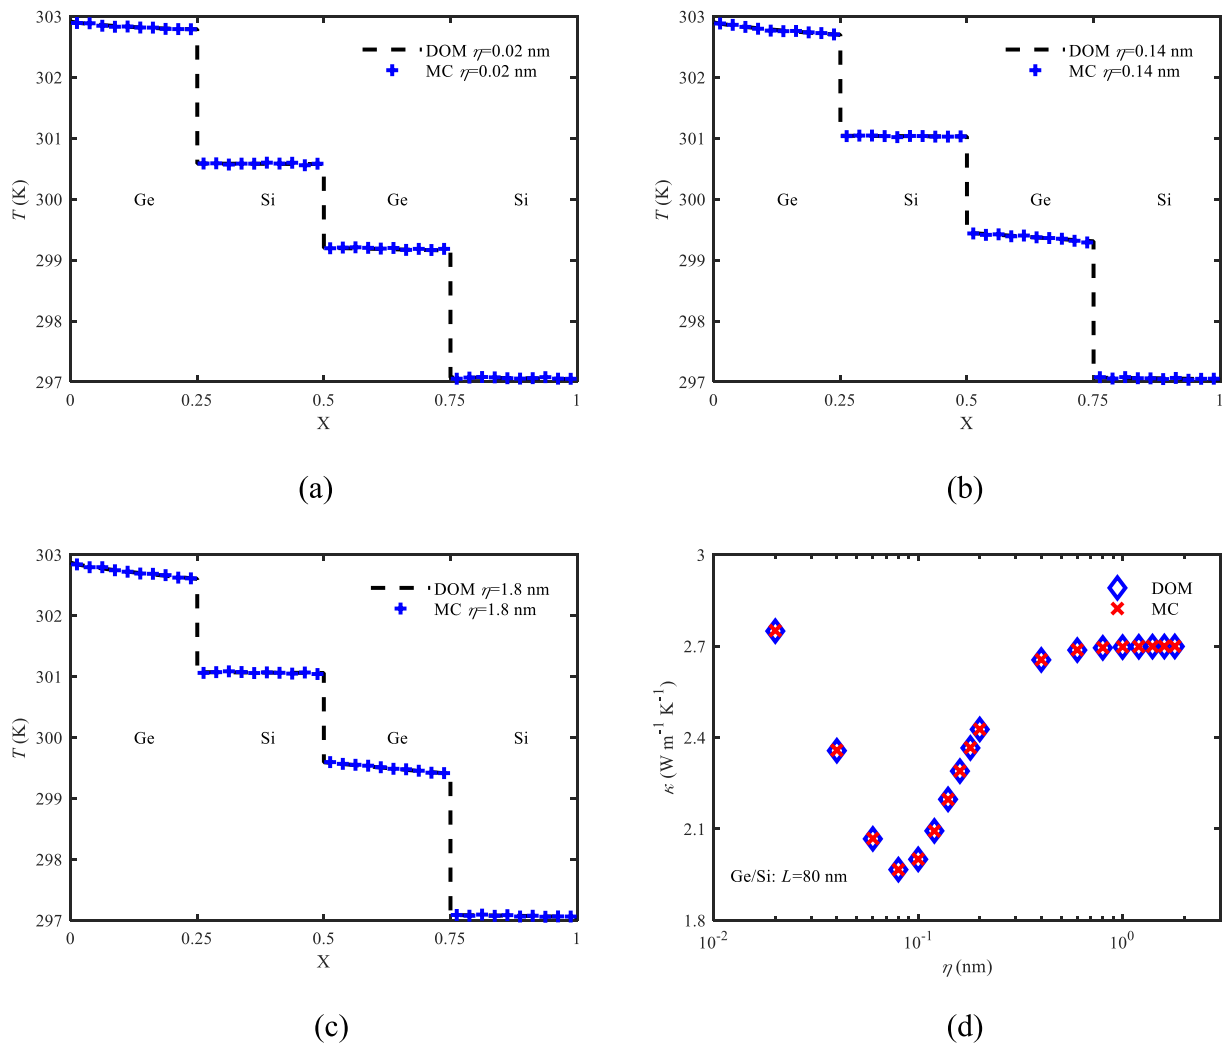 303
302
301
300
299
298
297
T (K)
DOM η=0.02 nm
MC η=0.02 nm
Ge
Si
Ge
Si
0
0.25
0.5
0.75
1
X
(a)
303
302
301
300
299
298
297
T (K)
DOM η=0.14 nm
MC η=0.14 nm
Ge
Si
Ge
Si
0
0.25
0.5
0.75
1
X
(b)
303
302
301
300
299
298
297
T (K)
DOM η=1.8 nm
MC η=1.8 nm
Ge
Si
Ge
Si
0
0.25
0.5
0.75
1
X
(c)
3
2.7
2.4
2.1
1.8
κ (W m⁻¹ K⁻¹)
DOM
MC
Ge/Si: L=80 nm
10⁻²
10⁻¹
10⁰
η (nm)
(d)